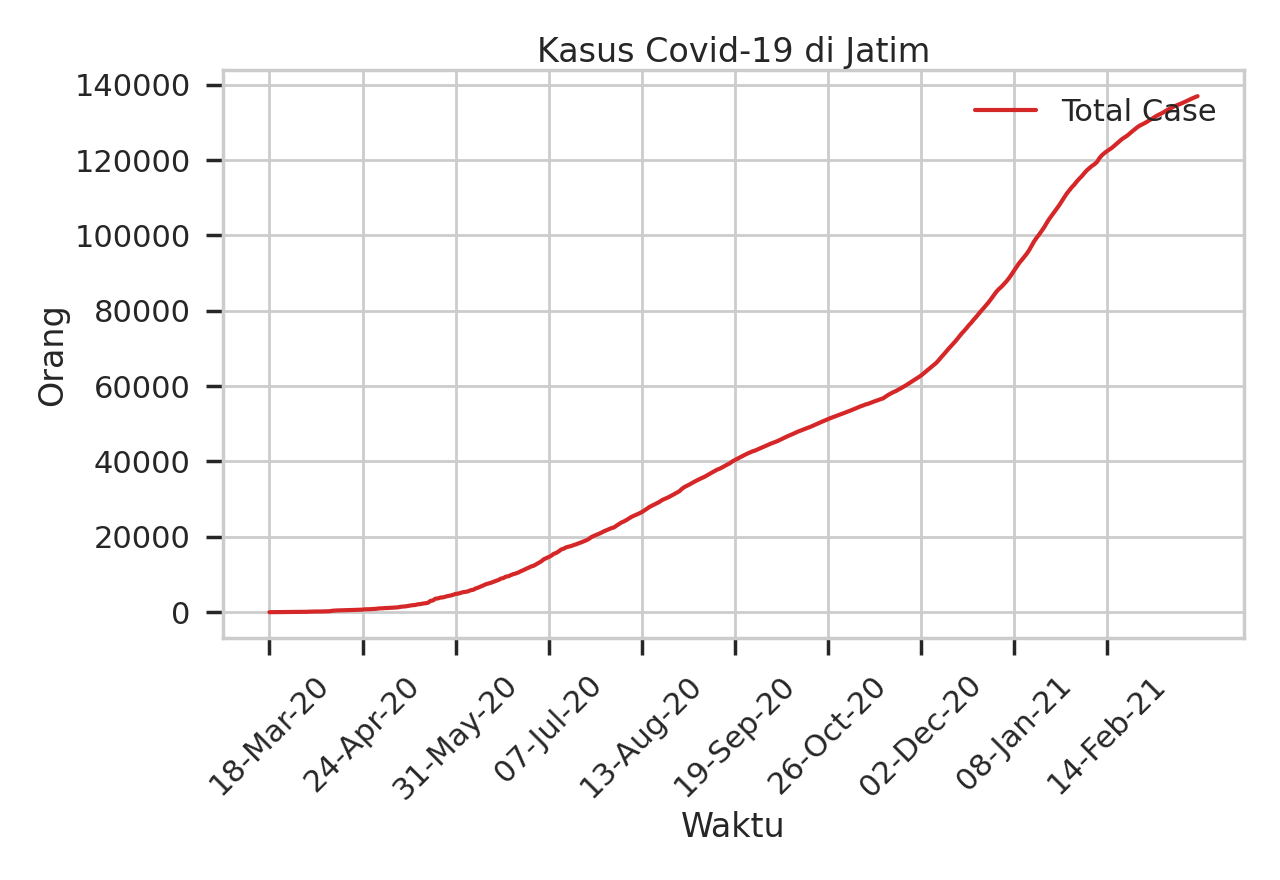 Kasus Covid-19 di Jatim
Total Case
Orang
140000
120000
100000
80000
60000
40000
20000
0
18-Mar-20
24-Apr-20
31-May-20
07-Jul-20
13-Aug-20
19-Sep-20
26-Oct-20
02-Dec-20
08-Jan-21
14-Feb-21
Waktu